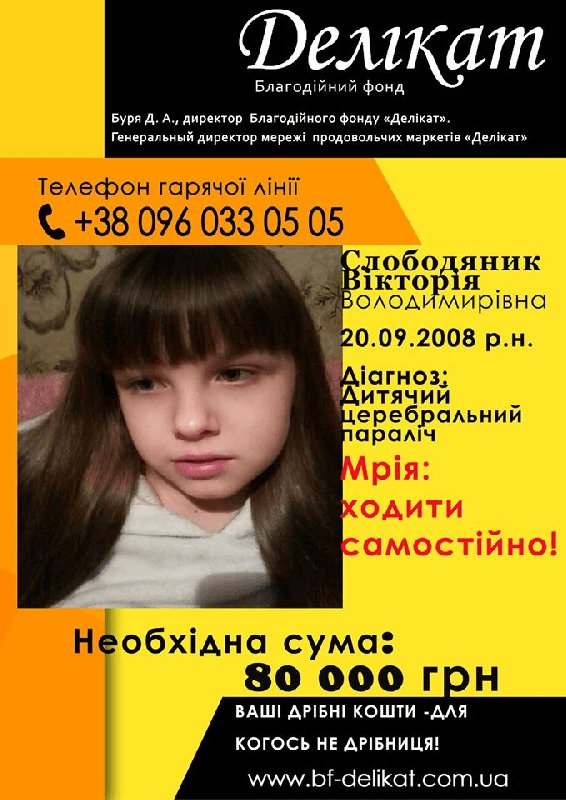 Делікат
Благодійний фонд
Буря Д. А., директор Благодійного фонду «Делікат».
Генеральный директор мережі продовольчих маркетів «Делікат»
Телефон гарячої лінії
+38 096 033 05 05
Слободяник
Вікторія
Володимирівна
20.09.2008 р.н.
Діагноз:
Дитячий
церебральний
параліч
Мрія:
ходити
самостійно!
Необхідна сума:
80 000 грн
ВАШІ ДРІБНІ КОШТИ -ДЛЯ
КОГОСЬ НЕ ДРІБНИЦЯ!
www.bf-delikat.com.ua